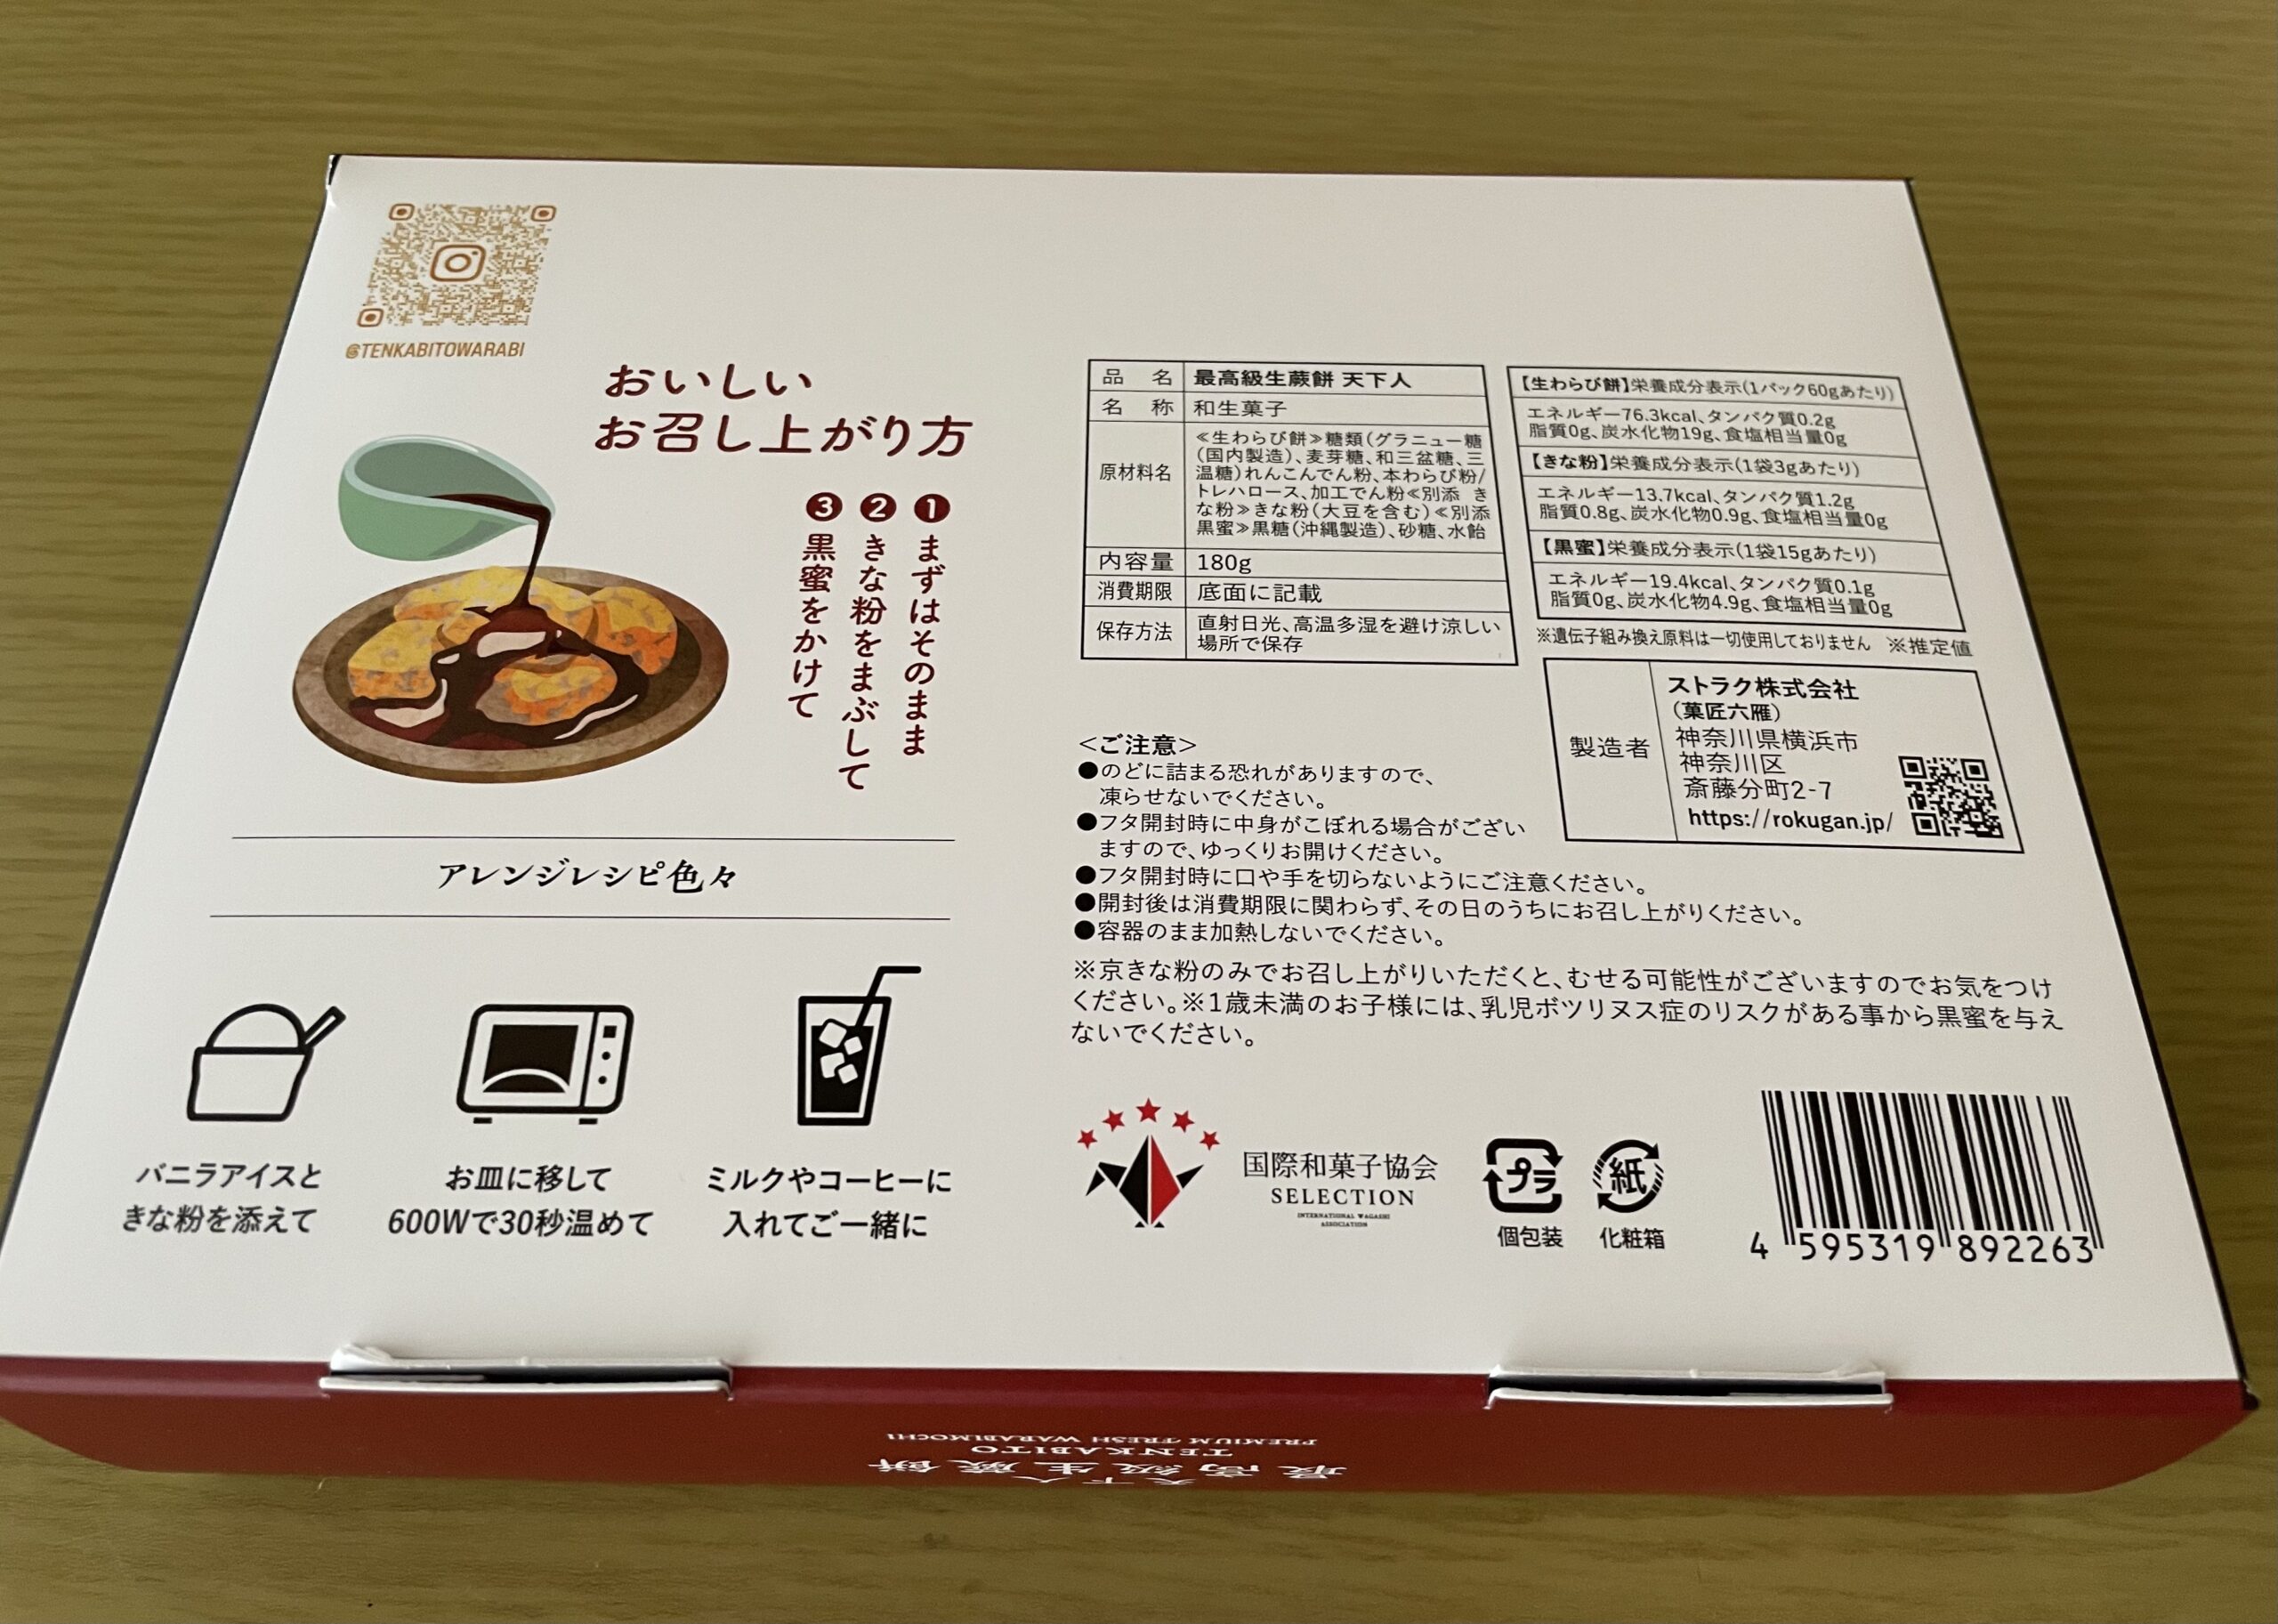 @TENKABITOWARABI
おいしい
お召し上がり方
❶まずはそのまま
❷きな粉をまぶして
❸黒蜜をかけて
アレンジレシピ色々
バニラアイスと
きな粉を添えて
お皿に移して
600Wで30秒温めて
ミルクやコーヒーに
入れてご一緒に
品名 最高級生蕨餅 天下人
名称 和生菓子
原材料名
≪生わらび餅≫糖類(グラニュー糖
(国内製造)、麦芽糖、和三盆糖、三
温糖)れんこんでん粉、本わらび粉/
トレハロース、加工でん粉≪別添 き
な粉≫きな粉(大豆を含む)≪別添
黒蜜≫黒糖(沖縄製造)、砂糖、水飴
内容量 180g
消費期限 底面に記載
保存方法
直射日光、高温多湿を避け涼しい
場所で保存
【生わらび餅】栄養成分表示(1パック60gあたり)
エネルギー76.3kcal、タンパク質0.2g
脂質0g、炭水化物19g、食塩相当量0g
【きな粉】栄養成分表示(1袋3gあたり)
エネルギー13.7kcal、タンパク質1.2g
脂質0.8g、炭水化物0.9g、食塩相当量0g
【黒蜜】栄養成分表示(1袋15gあたり)
エネルギー19.4kcal、タンパク質0.1g
脂質0g、炭水化物4.9g、食塩相当量0g
※遺伝子組み換え原料は一切使用しておりません ※推定値
製造者
ストラク株式会社
(菓匠六雁)
神奈川県横浜市
神奈川区
斎藤分町2-7
https://rokugan.jp/
<ご注意>
●のどに詰まる恐れがありますので、
凍らせないでください。
●フタ開封時に中身がこぼれる場合がござい
ますので、ゆっくりお開けください。
●フタ開封時に口や手を切らないようにご注意ください。
●開封後は消費期限に関わらず、その日のうちにお召し上がりください。
●容器のまま加熱しないでください。
※京きな粉のみでお召し上がりいただくと、むせる可能性がございますのでお気をつけ
ください。※1歳未満のお子様には、乳児ボツリヌス症のリスクがある事から黒蜜を与え
ないでください。
国際和菓子協会
SELECTION
INTERNATIONAL WAGASHI
ASSOCIATION
プラ
個包装
紙
化粧箱
4 595319 892263
最高級生蕨餅
天下人
TENKABITO
PREMIUM FRESH WARABIMOCHI